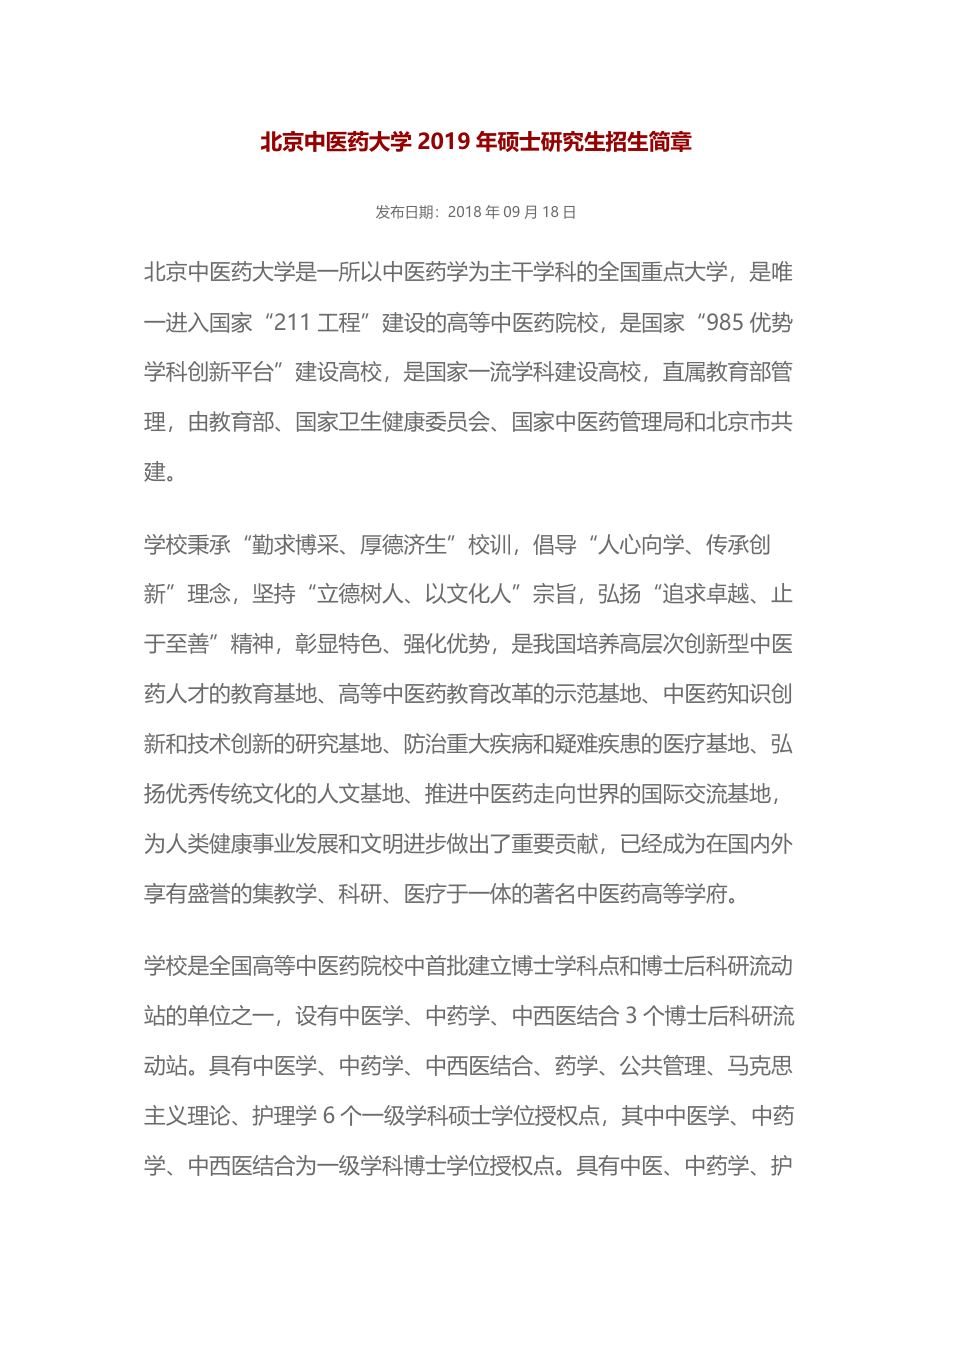 北京中医药大学 2019 年硕士研究生招生简章
发布日期：2018 年 09 月 18 日
北京中医药大学是一所以中医药学为主干学科的全国重点大学，是唯
一进入国家“211 工程”建设的高等中医药院校，是国家“985 优势
学科创新平台”建设高校，是国家一流学科建设高校，直属教育部管
理，由教育部、国家卫生健康委员会、国家中医药管理局和北京市共
建。
学校秉承“勤求博采、厚德济生”校训，倡导“人心向学、传承创
新”理念，坚持“立德树人、以文化人”宗旨，弘扬“追求卓越、止
于至善”精神，彰显特色、强化优势，是我国培养高层次创新型中医
药人才的教育基地、高等中医药教育改革的示范基地、中医药知识创
新和技术创新的研究基地、防治重大疾病和疑难疾患的医疗基地、弘
扬优秀传统文化的人文基地、推进中医药走向世界的国际交流基地，
为人类健康事业发展和文明进步做出了重要贡献，已经成为在国内外
享有盛誉的集教学、科研、医疗于一体的著名中医药高等学府。
学校是全国高等中医药院校中首批建立博士学科点和博士后科研流动
站的单位之一，设有中医学、中药学、中西医结合 3 个博士后科研流
动站。具有中医学、中药学、中西医结合、药学、公共管理、马克思
主义理论、护理学 6 个一级学科硕士学位授权点，其中中医学、中药
学、中西医结合为一级学科博士学位授权点。具有中医、中药学、护